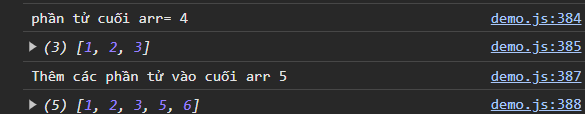 phần tử cuối arr= 4 demo.js:384
▶ (3) [1, 2, 3] demo.js:385
Thêm các phần tử vào cuối arr 5 demo.js:387
▶ (5) [1, 2, 3, 5, 6] demo.js:388